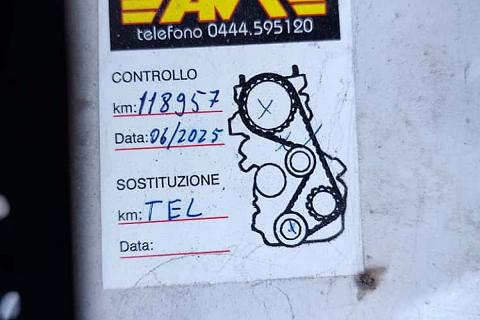 telefono 0444.595120
CONTROLLO
km: 118957
Data: 06/2025
SOSTITUZIONE
km: TEL
Data: